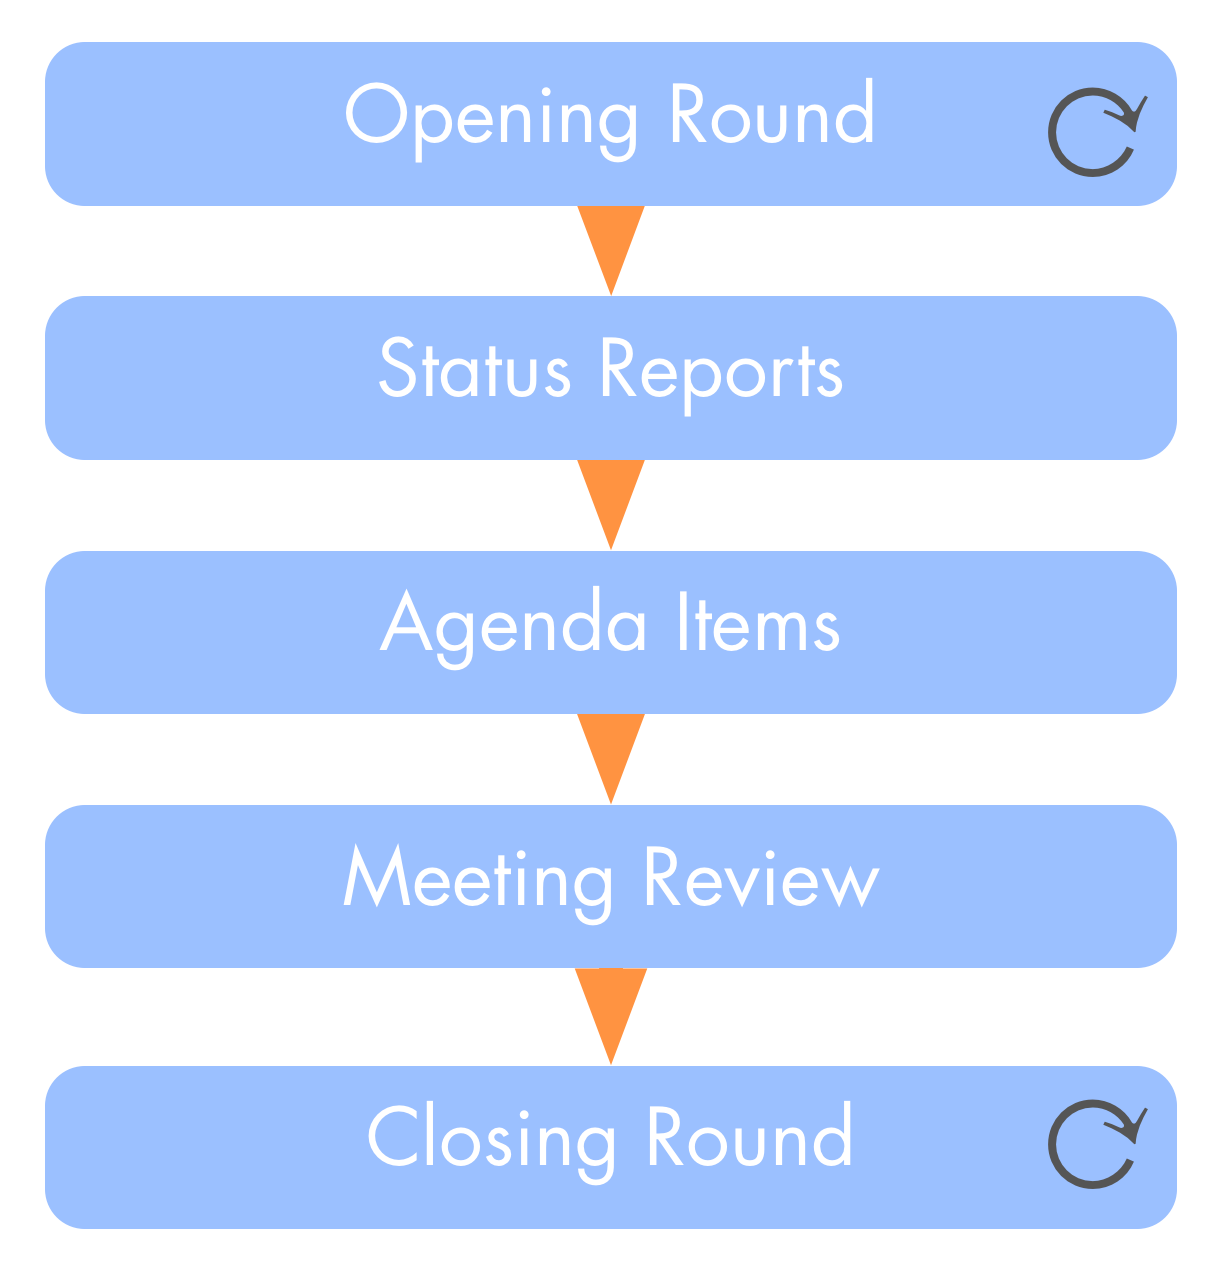 Opening Round
Status Reports
Agenda Items
Meeting Review
Closing Round